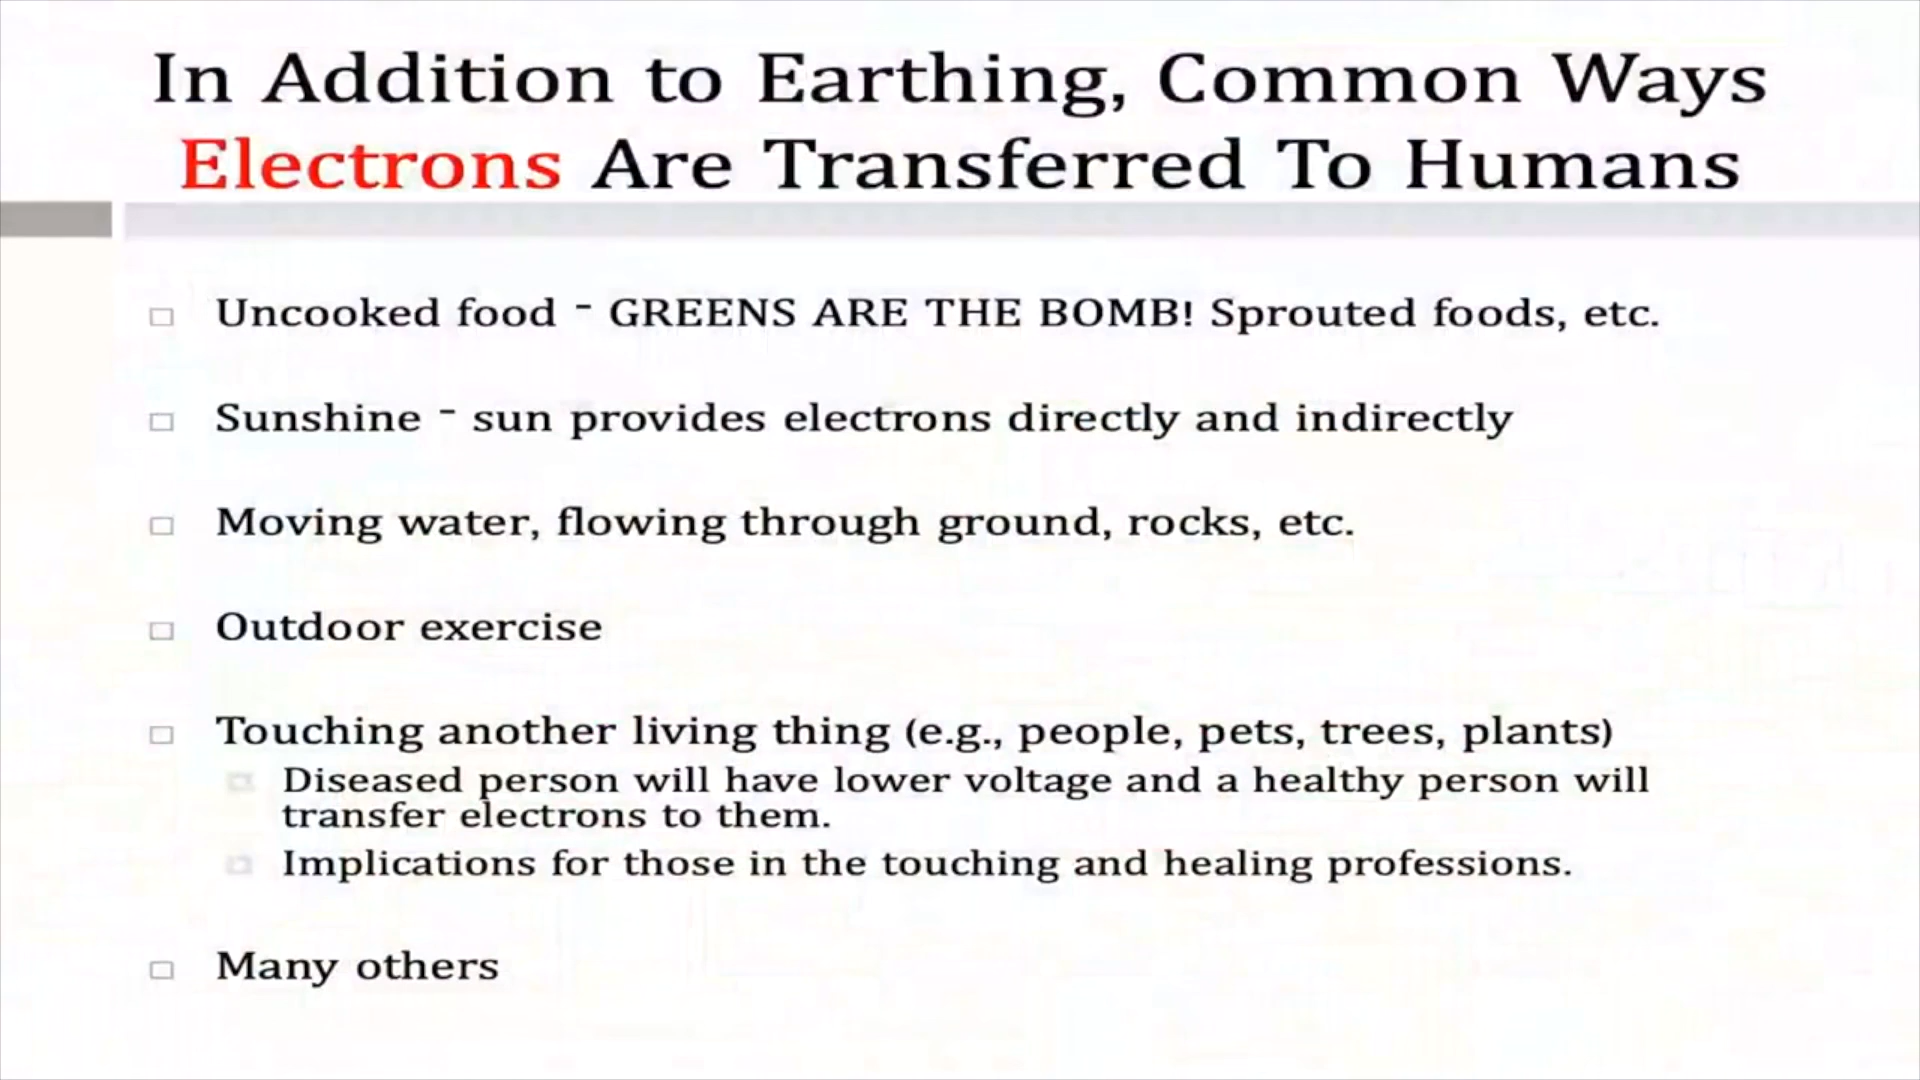 In Addition to Earthing, Common Ways
Electrons Are Transferred To Humans
Uncooked food - GREENS ARE THE BOMB! Sprouted foods, etc.
Sunshine - sun provides electrons directly and indirectly
Moving water, flowing through ground, rocks, etc.
Outdoor exercise
Touching another living thing (e.g., people, pets, trees, plants)
Diseased person will have lower voltage and a healthy person will
transfer electrons to them.
Implications for those in the touching and healing professions.
Many others